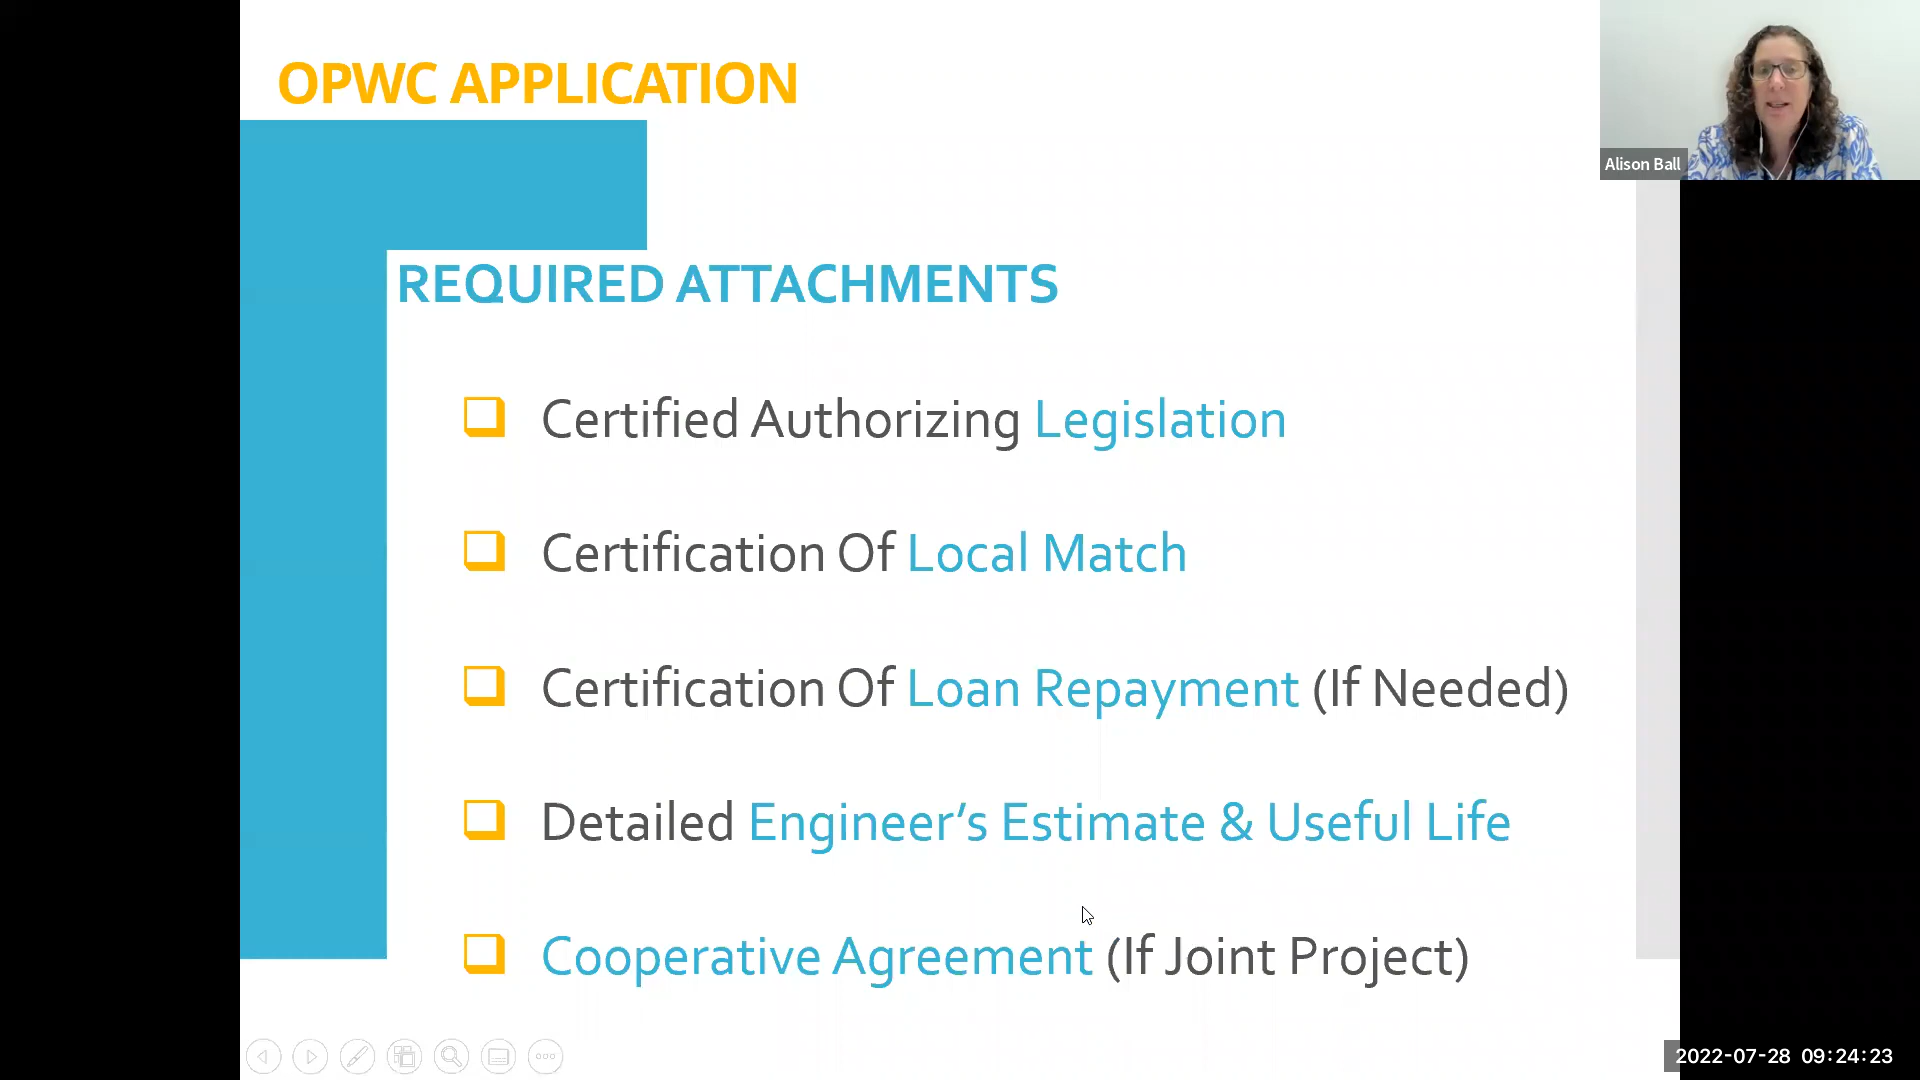 OPWC APPLICATION
Alison Ball
REQUIRED ATTACHMENTS
Certified Authorizing Legislation
Certification Of Local Match
Certification Of Loan Repayment (If Needed)
Detailed Engineer’s Estimate & Useful Life
Cooperative Agreement (If Joint Project)
2022-07-28 09:24:23